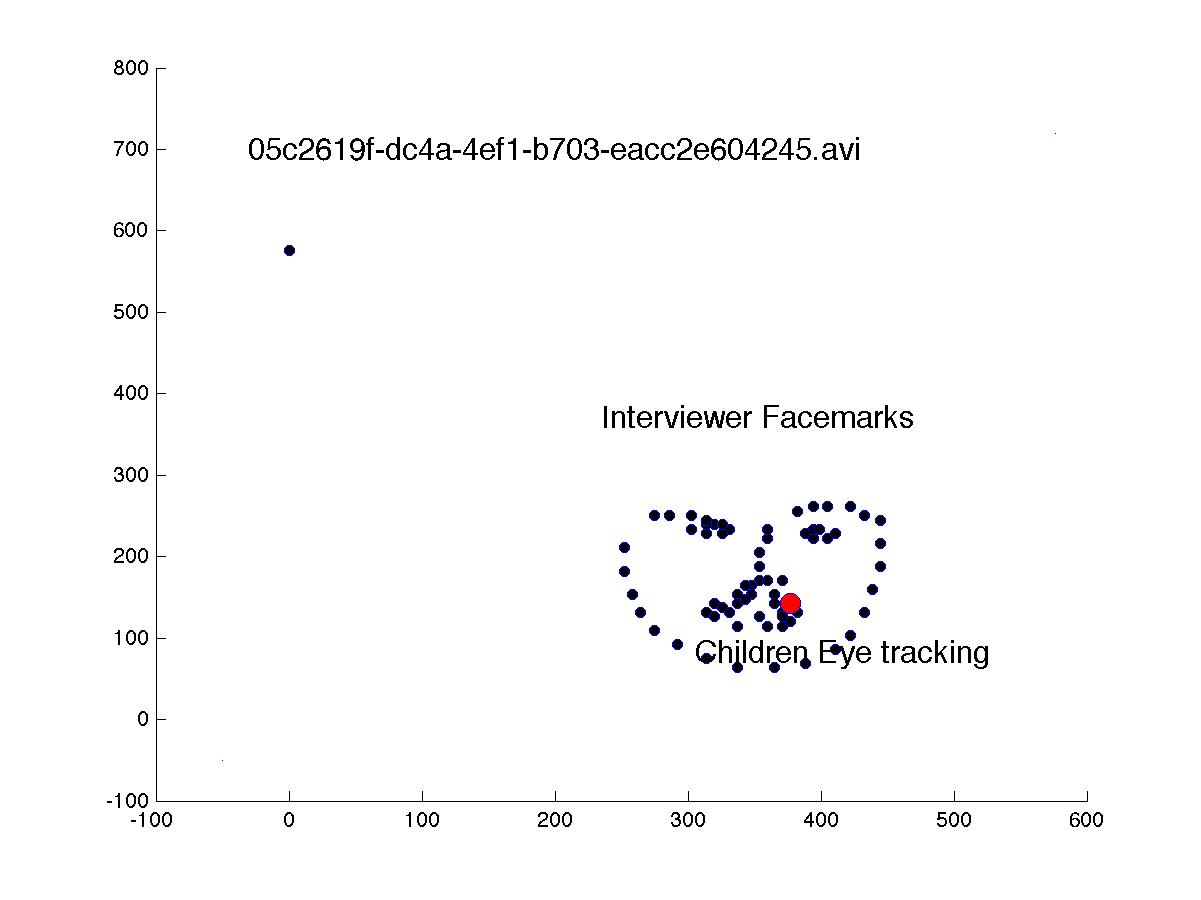 800
700
05c2619f-dc4a-4ef1-b703-eacc2e604245.avi
600
500
400
Interviewer Facemarks
300
200
100
Children Eye tracking
0
-100
-100 0 100 200 300 400 500 600